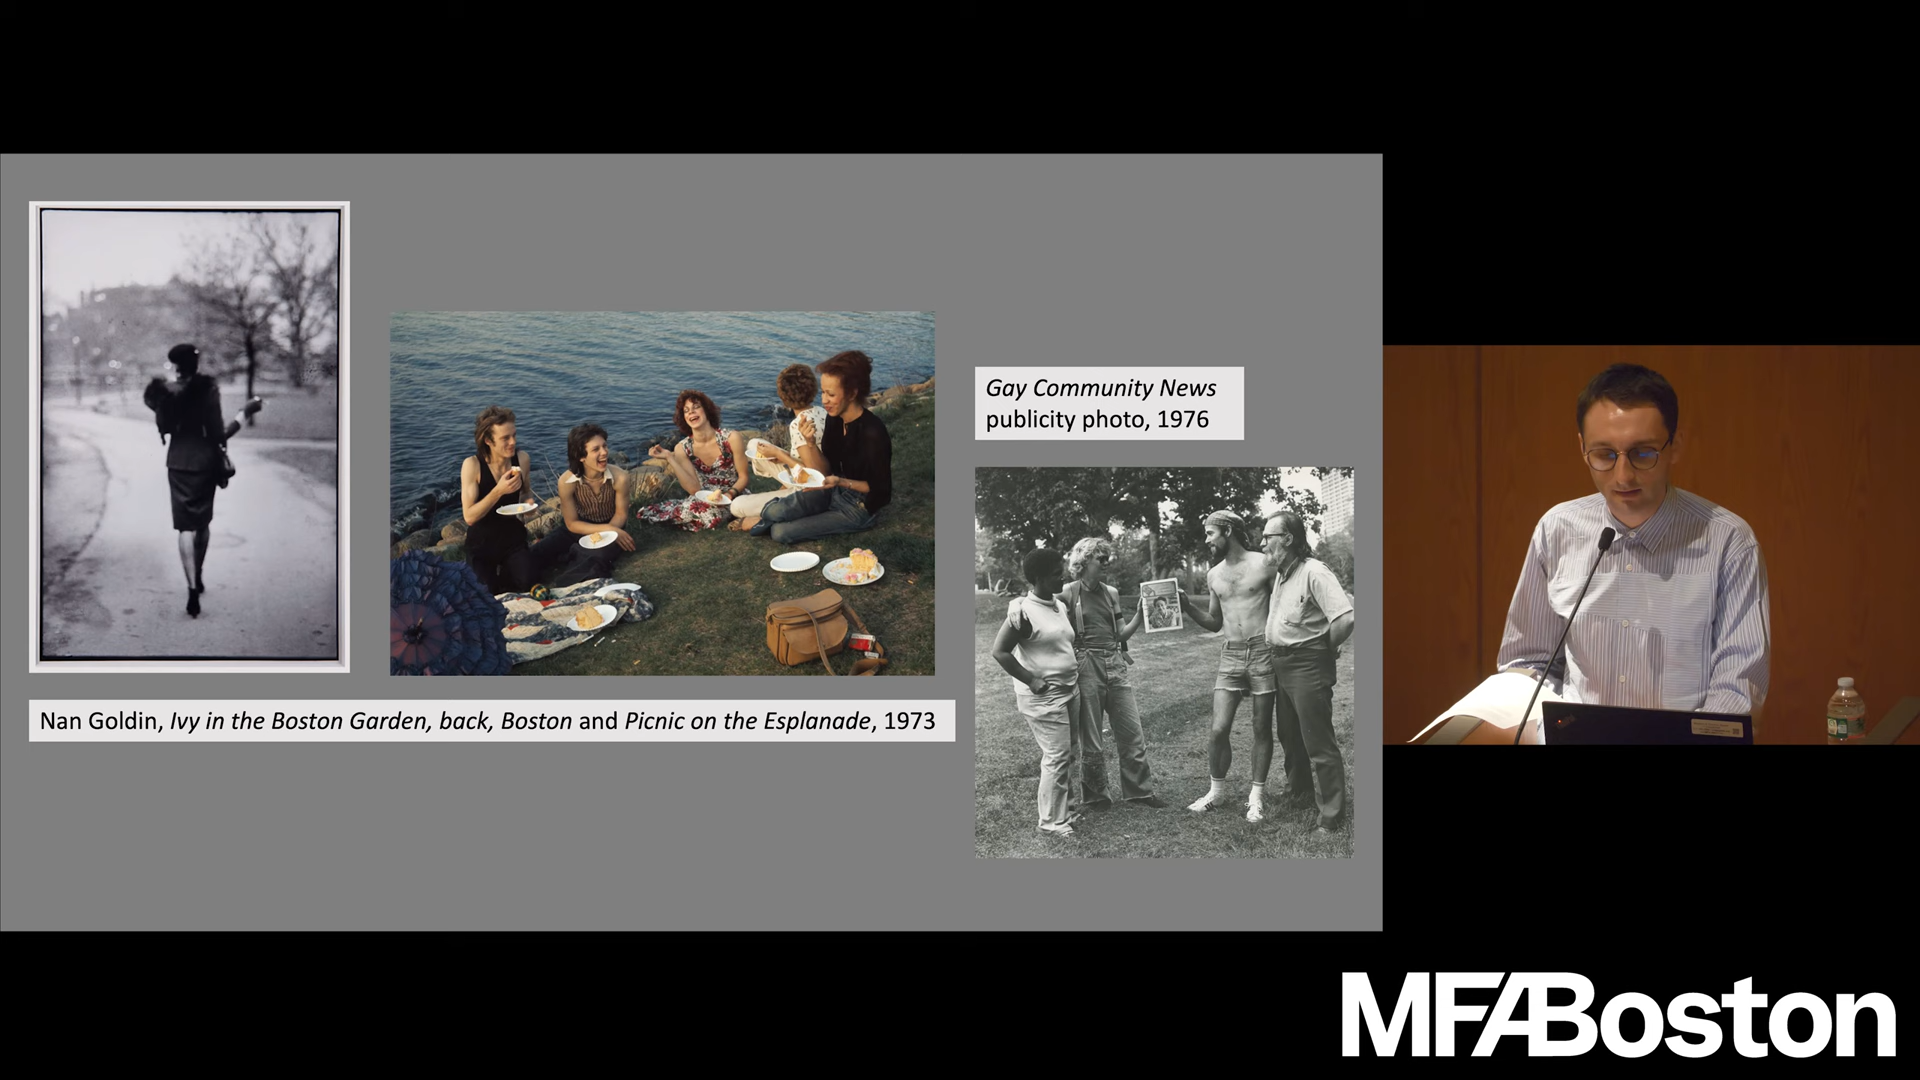 Gay Community News
publicity photo, 1976
Nan Goldin, Ivy in the Boston Garden, back, Boston and Picnic on the Esplanade, 1973
MFABoston